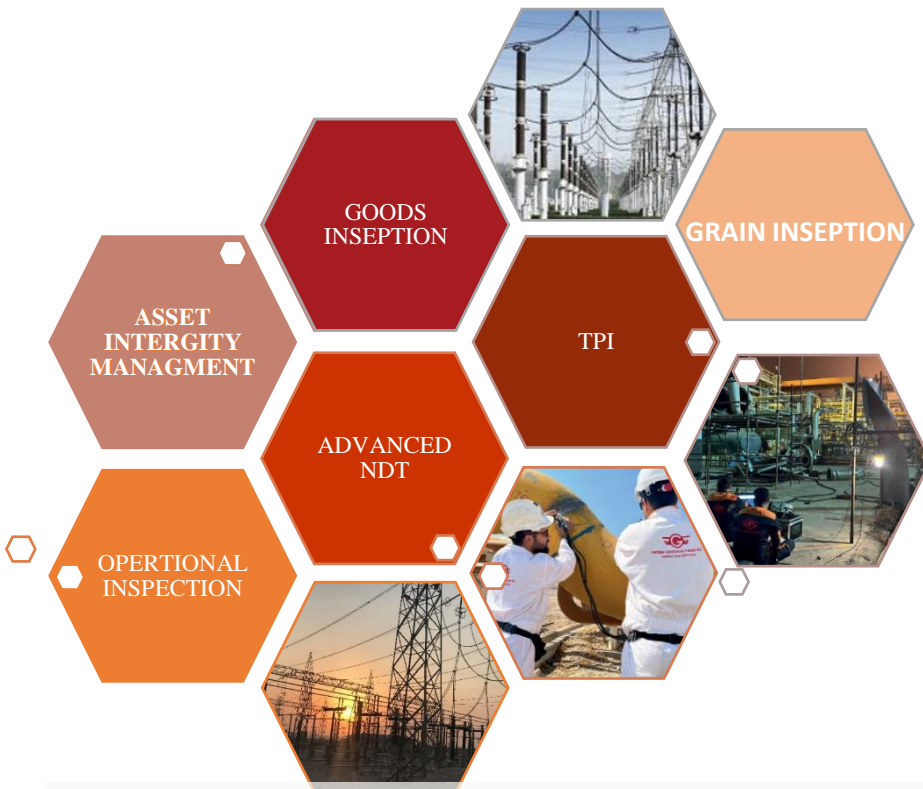 GOODS
INSEPTION
GRAIN INSEPTION
ASSET
INTERGITY
MANAGMENT
TPI
ADVANCED
NDT
OPERTIONAL
INSPECTION